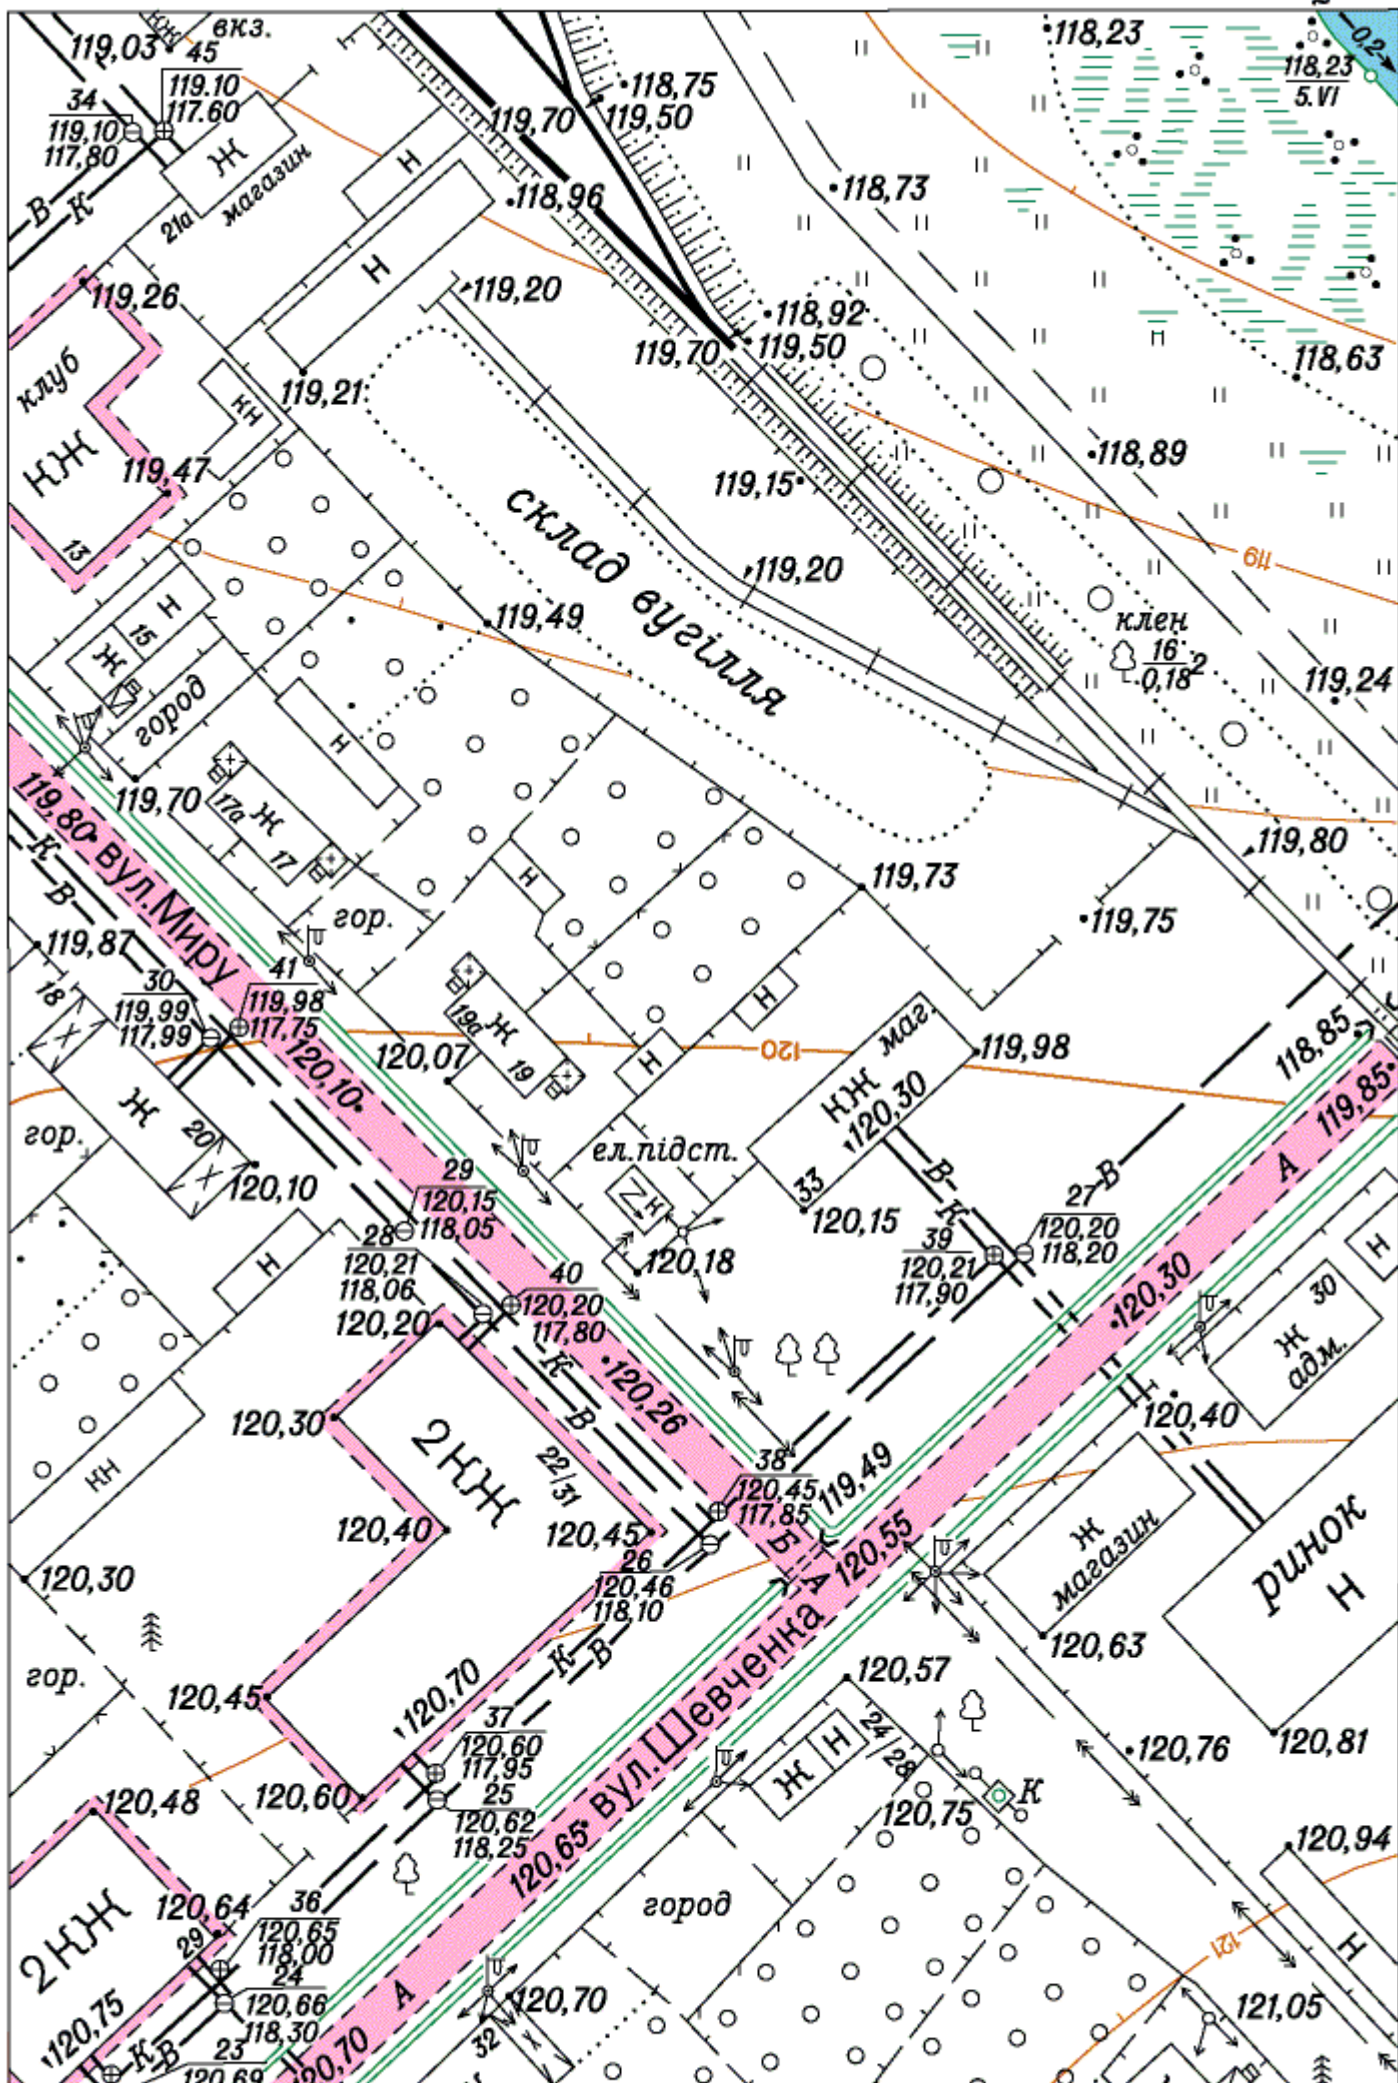 вкз.
119,03
45
119.10
117.60
34
119,10
117,80
Ж
магазин
21а
В
К
Н
Н
119,70
118,75
119,50
118,96
118,73
118,23
0,2
118,23
5.VI
119,26
119,20
118,92
119,50
119,70
118,63
клуб
КЖ
119,21
КН
119,47
13
119,15
118,89
склад вугілля
119
119,20
119,49
клен
16
0,18
2
119,24
15
Ж
Н
город
Н
119,70
17а
Ж
17
119,80
вул.Миру
К
В
119,80
119,73
119,75
гор.
Н
119,87
18
30
119,99
117,99
41
119,98
117,75
120,10
120,07
19а
Ж
19
Н
Н
120
маг.
КЖ
120,30
119,98
118,85
119,85
гор.
Ж
20
120,10
ел.підст.
33
120,15
В
К
27
120,20
118,20
В
А
29
120,15
118,05
28
120,21
118,06
40
120,20
117,80
120,18
39
120,21
117,90
120,30
Н
Н
120,20
К
В
120,26
30
Ж
адм.
120,30
2КЖ
22/31
120,40
КН
38
120,45
117,85
119,49
120,40
120,45
Б
А
120,55
Ж
магазин
ринок
Н
120,30
26
120,46
118,10
120,63
гор.
К
В
120,57
120,45
120,70
вул.Шевченка
37
120,60
117,95
24/28
Ж
Н
120,76
120,81
120,60
25
120,62
118,25
120,75
К
120,48
120,65
120,94
2КЖ
120,64
29
36
120,65
118,00
город
121
Н
24
120,66
118,30
А
120,70
121,05
120,75
К
В
23
120,69
32